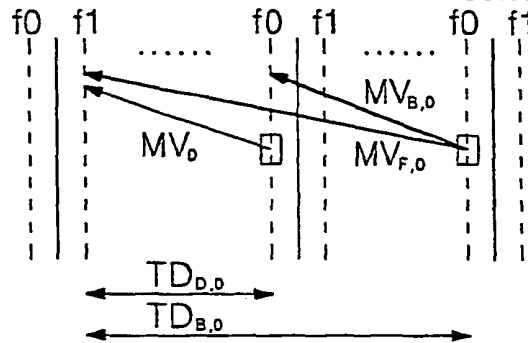 f0 f1 ...... f0 f1 ...... f0 f1
MV_B,0
MV_D MV_F,0
TD_D,0
TD_B,0